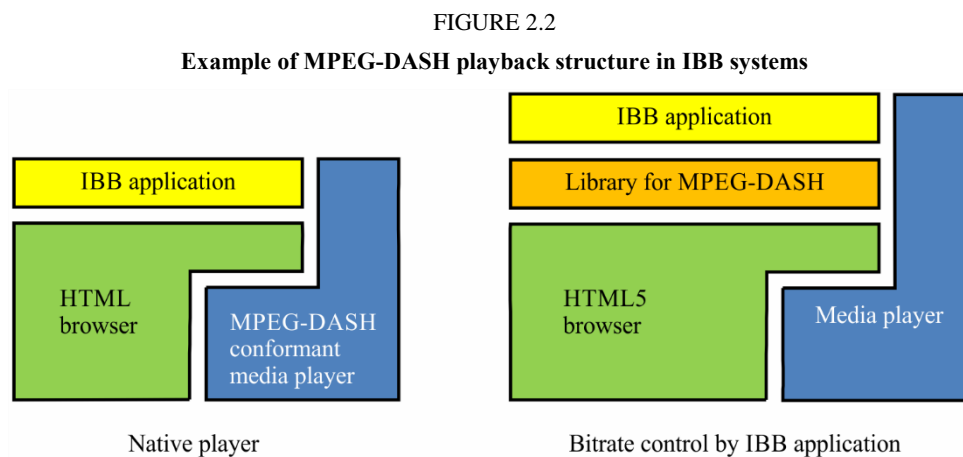 FIGURE 2.2
Example of MPEG-DASH playback structure in IBB systems
IBB application
HTML
browser
MPEG-DASH
conformant
media player
Native player
IBB application
Library for MPEG-DASH
HTML5
browser
Media player
Bitrate control by IBB application